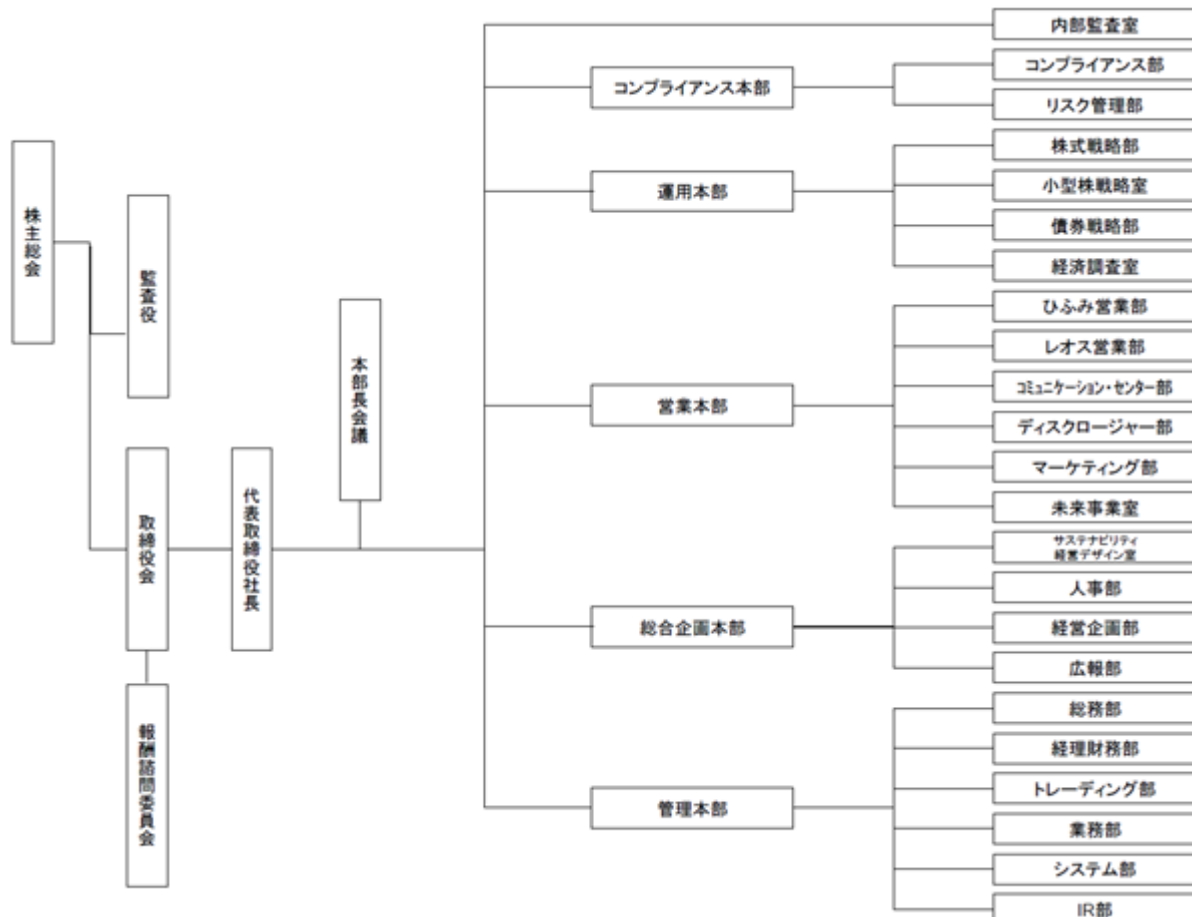 株主総会
監査役
取締役会
報酬諮問委員会
代表取締役社長
本部長会議
内部監査室
コンプライアンス本部
コンプライアンス部
リスク管理部
運用本部
株式戦略部
小型株戦略室
債券戦略部
経済調査室
営業本部
ひふみ営業部
レオス営業部
コミュニケーション・センター部
ディスクロージャー部
マーケティング部
未来事業室
総合企画本部
サステナビリティ
経営デザイン室
人事部
経営企画部
広報部
管理本部
総務部
経理財務部
トレーディング部
業務部
システム部
IR部